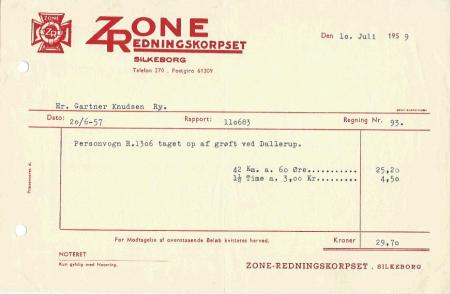 ZONE
ZR
ZONE
REDNINGSKORPSET
SILKEBORG
Telefon 270 . Postgiro 61309
Den 10. Juli 1959
Hr. Gartner Knudsen Ry.
Dato: 20/6-57 Rapport: 110683 Regning Nr. 93.
Personvogn R.1306 taget op af grøft ved Dallerup.
42 Km. a. 60 Øre........... 25,20
1½ Time a. 3,00 Kr........ 4,50
For Modtagelse af ovenstaaende Beløb kvitteres herved. Kroner 29,70
NOTERET
Kun gyldig med Notering.
ZONE-REDNINGSKORPSET . SILKEBORG